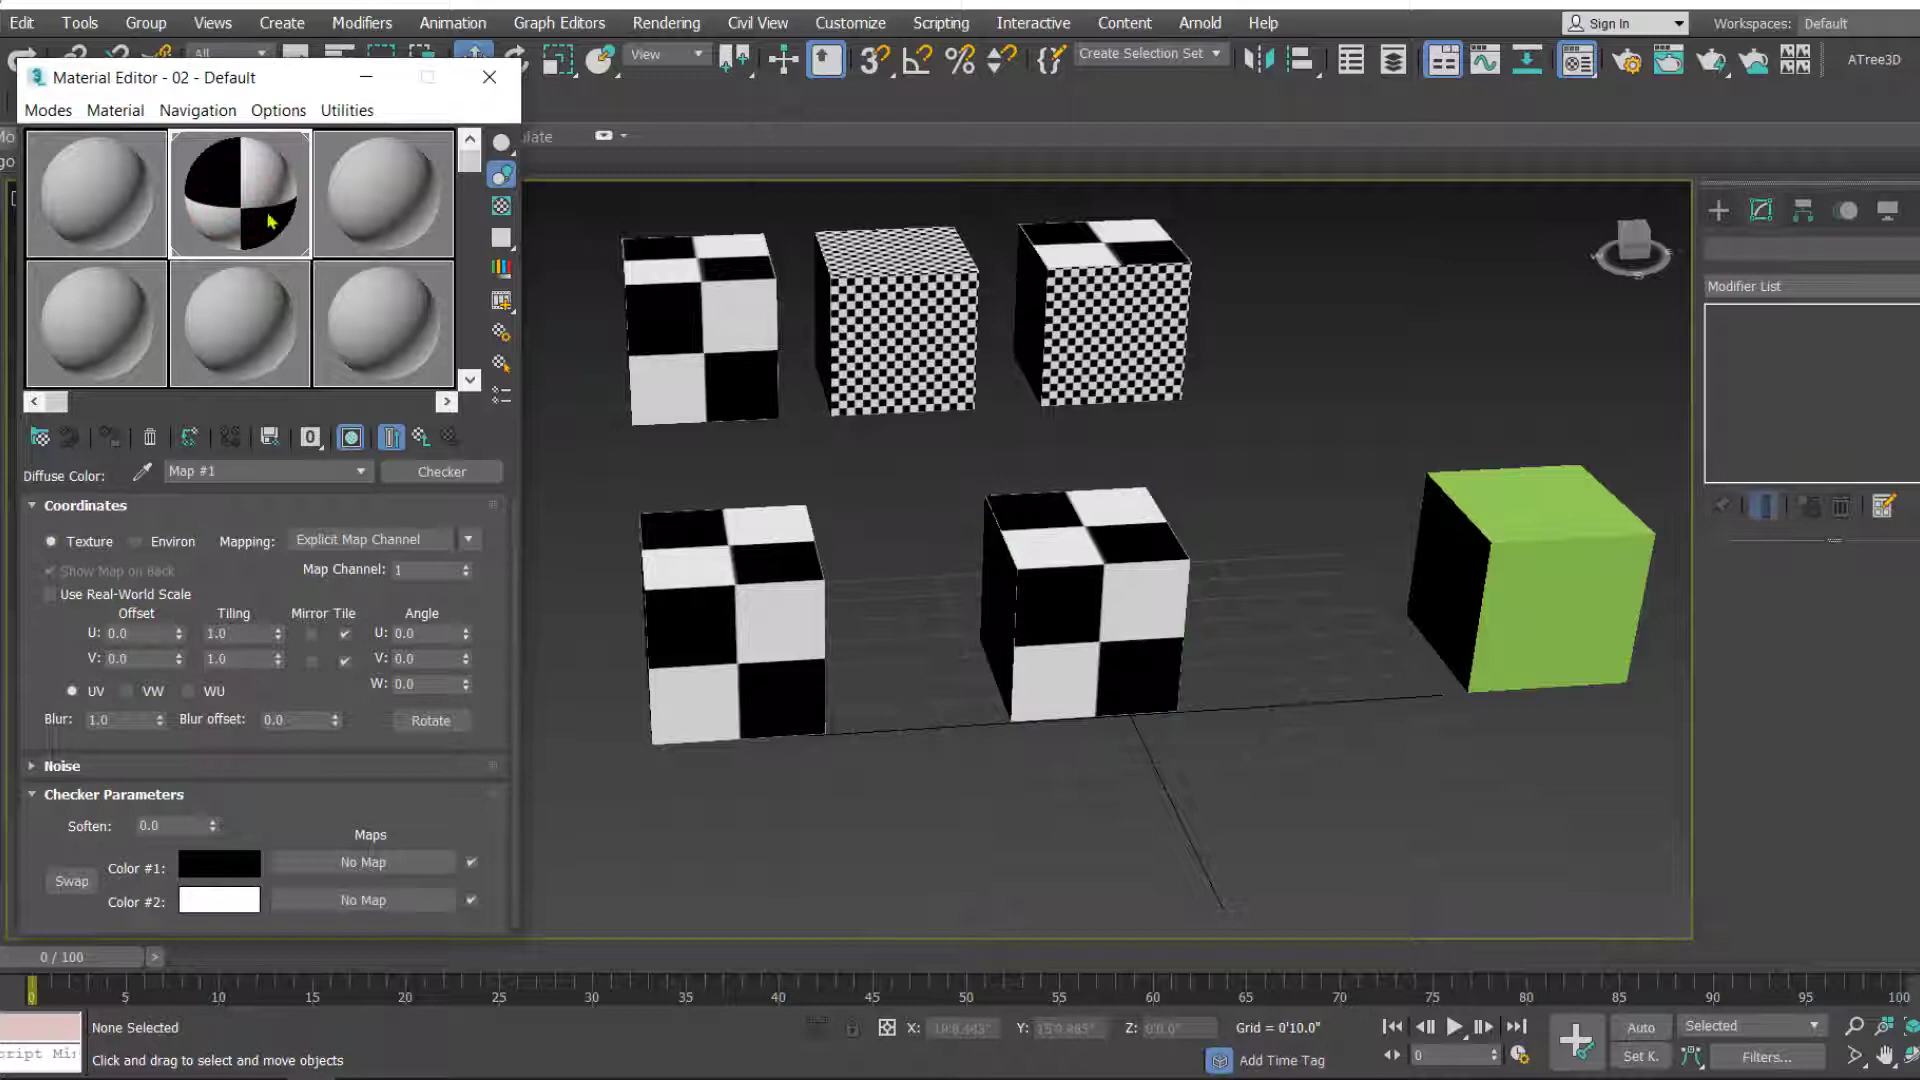 Edit Tools Group Views Create Modifiers Animation Graph Editors Rendering Civil View Customize Scripting Interactive Content Arnold Help Sign In Workspaces: Default
All View Create Selection Set ATree3D
Material Editor - 02 - Default
Modes Material Navigation Options Utilities
Modifier List
Diffuse Color: Map #1 Checker
Coordinates
Texture Environ Mapping: Explicit Map Channel
Show Map on Back Map Channel: 1
Use Real-World Scale
Offset Tiling Mirror Tile Angle
U: 0.0 1.0 U: 0.0
V: 0.0 1.0 V: 0.0
W: 0.0
UV VW WU
Blur: 1.0 Blur offset: 0.0 Rotate
Noise
Checker Parameters
Soften: 0.0
Maps
Color #1: No Map
Swap
Color #2: No Map
0 / 100
0 5 10 15 20 25 30 35 40 45 50 55 60 65 70 75 80 85 90 95 100
None Selected X: Y: Z: 0'0.0" Grid = 0'10.0" Auto Selected
Click and drag to select and move objects Add Time Tag 0 Set K. Filters...